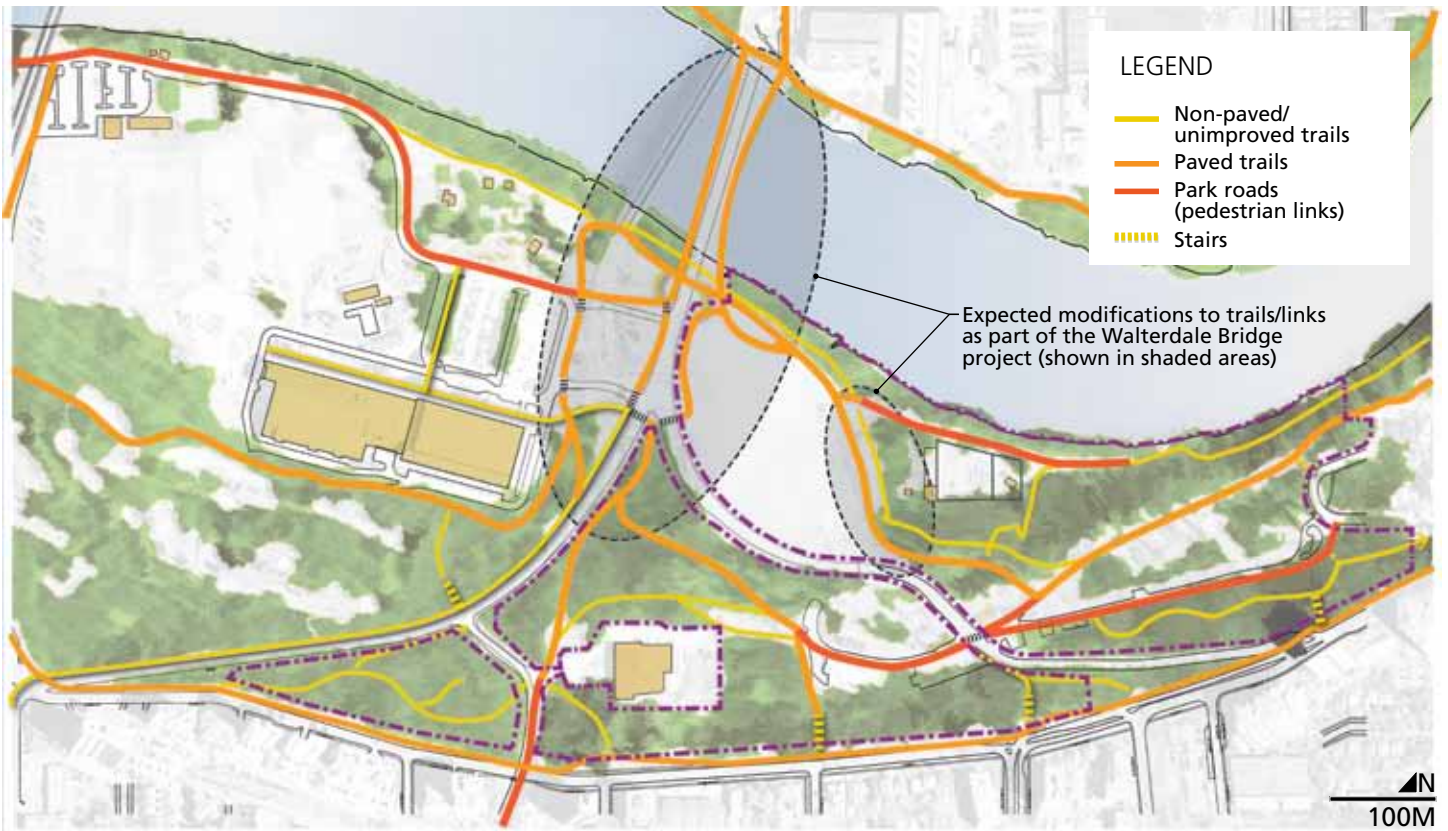 LEGEND
Non-paved/
unimproved trails
Paved trails
Park roads
(pedestrian links)
Stairs
Expected modifications to trails/links
as part of the Walterdale Bridge
project (shown in shaded areas)
N
100M